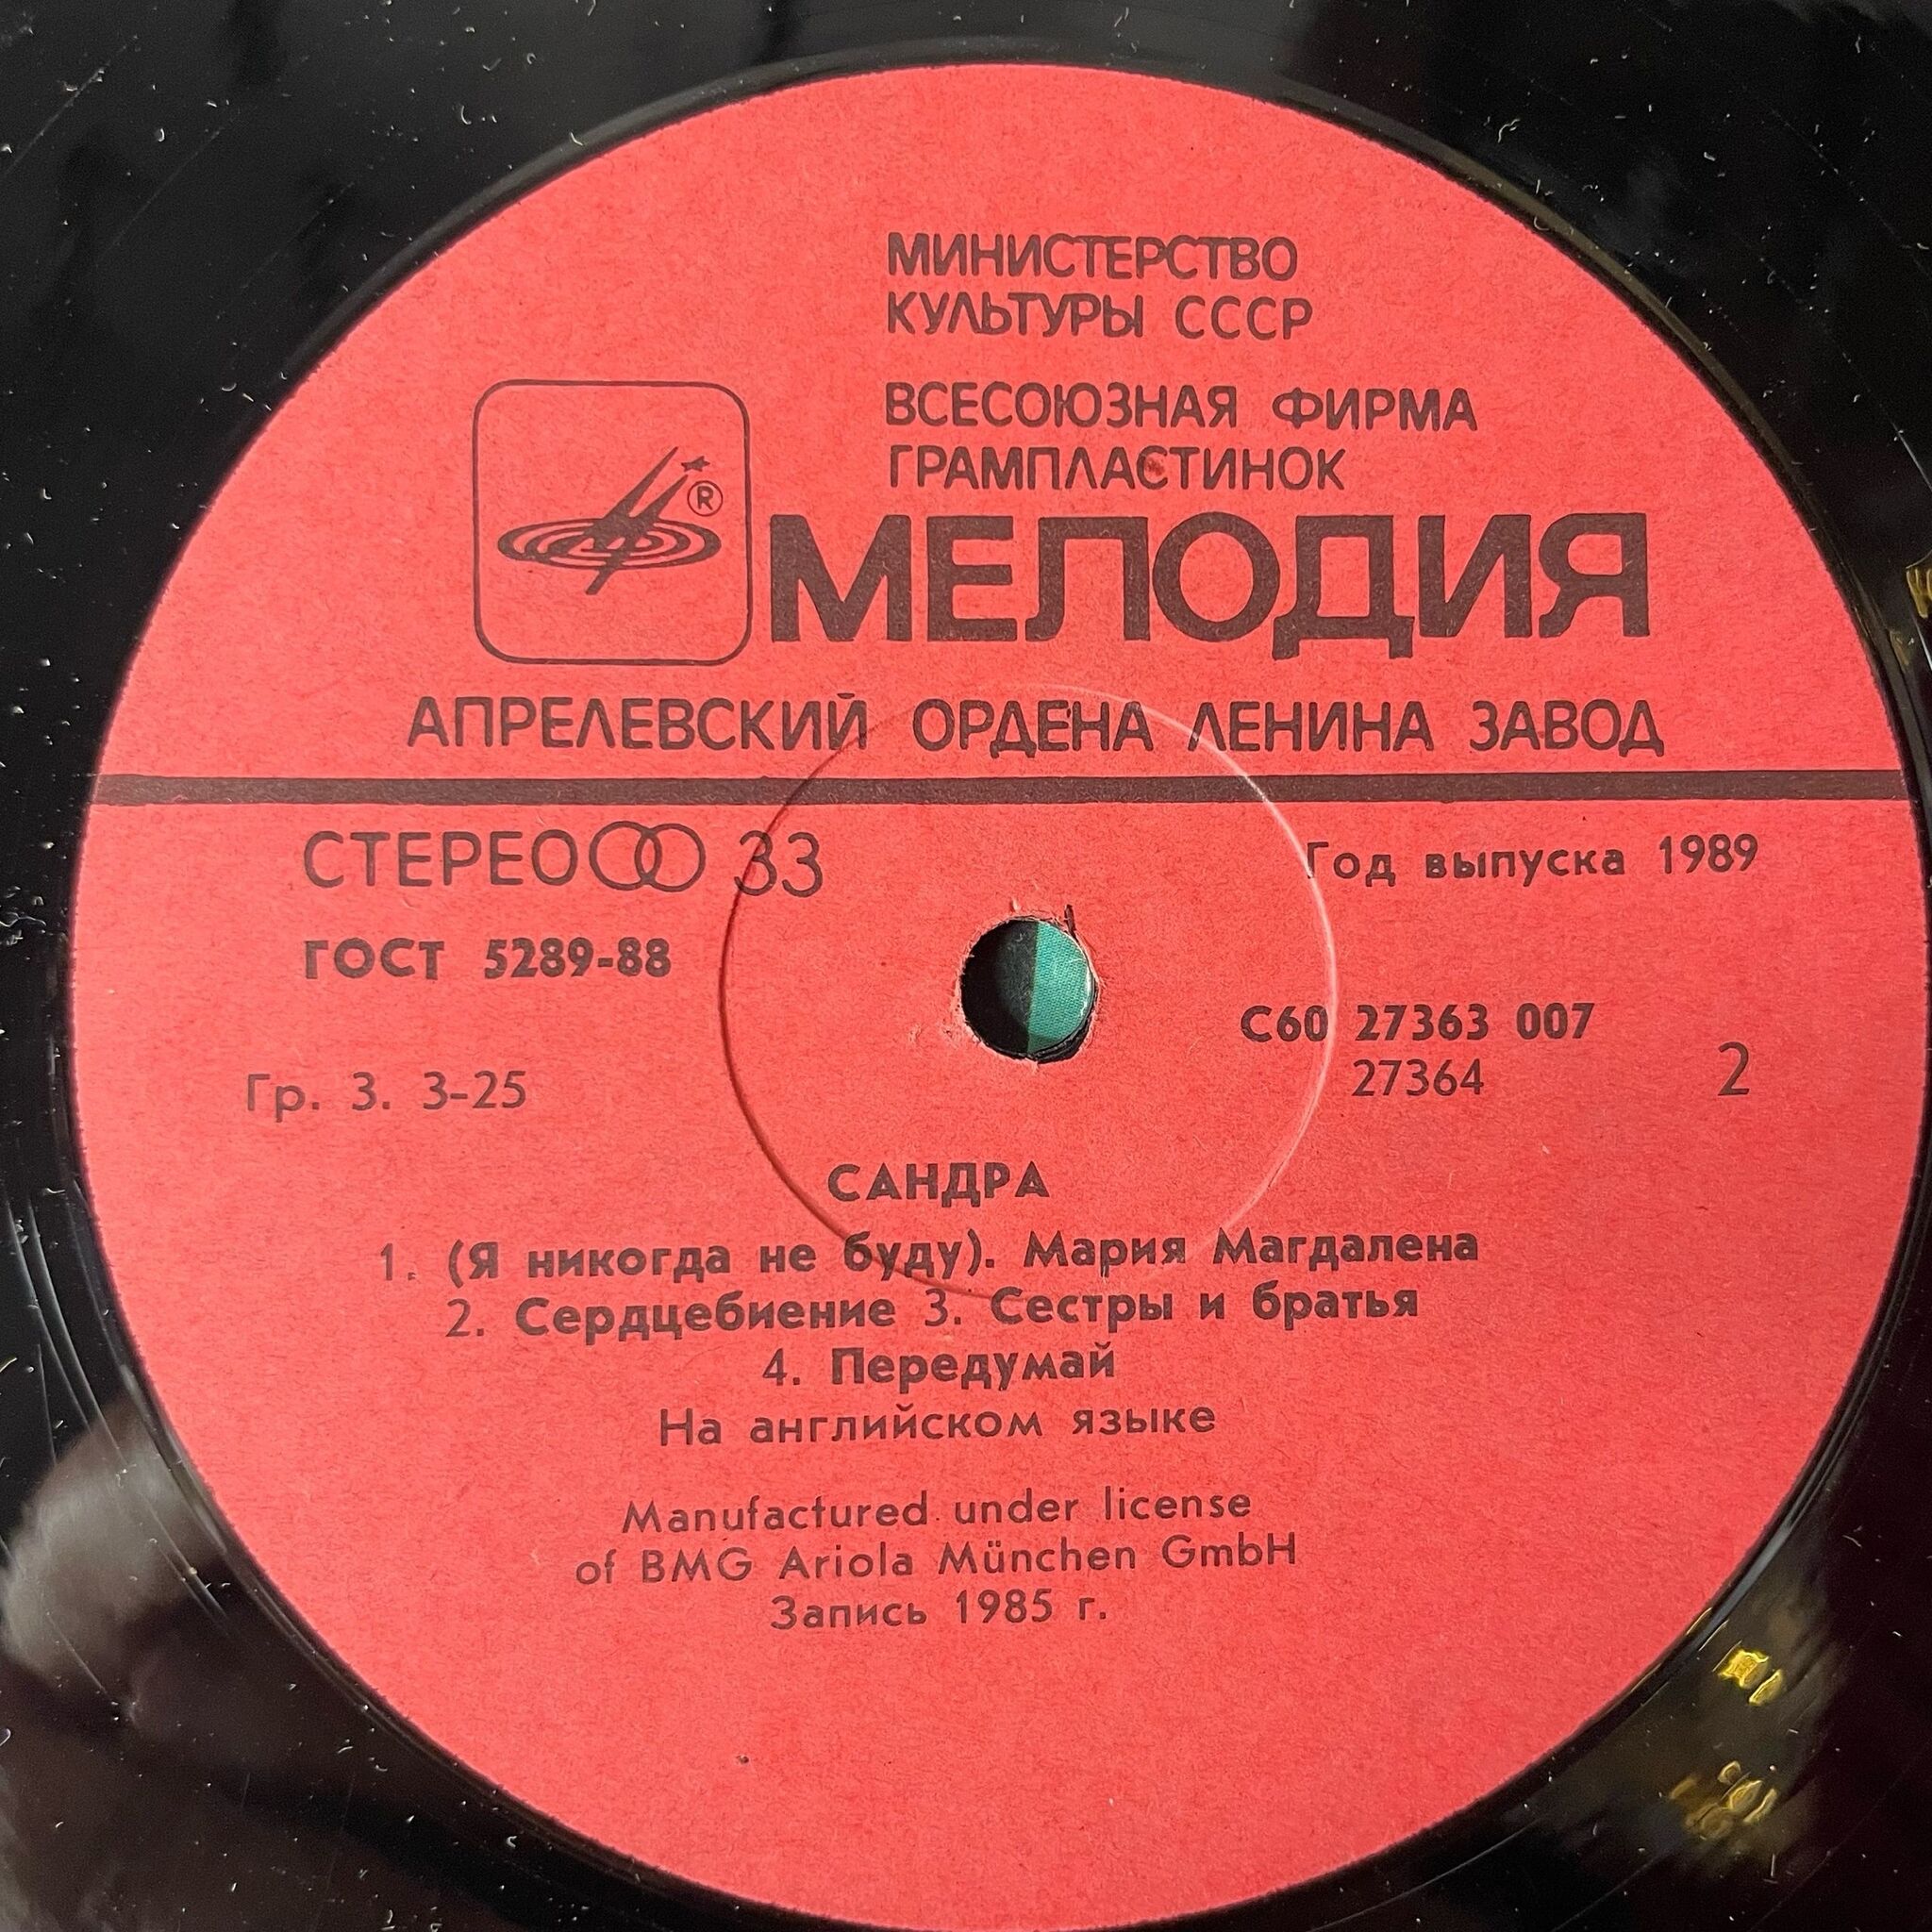 МИНИСТЕРСТВО
КУЛЬТУРЫ СССР
ВСЕСОЮЗНАЯ ФИРМА
ГРАМПЛАСТИНОК
®
МЕЛОДИЯ
АПРЕЛЕВСКИЙ ОРДЕНА ЛЕНИНА ЗАВОД
СТЕРЕО 33
Год выпуска 1989
ГОСТ 5289-88
С60 27363 007
27364
2
Гр. 3. 3-25
САНДРА
1. (Я никогда не буду). Мария Магдалена
2. Сердцебиение 3. Сестры и братья
4. Передумай
На английском языке
Manufactured under license
of BMG Ariola München GmbH
Запись 1985 г.